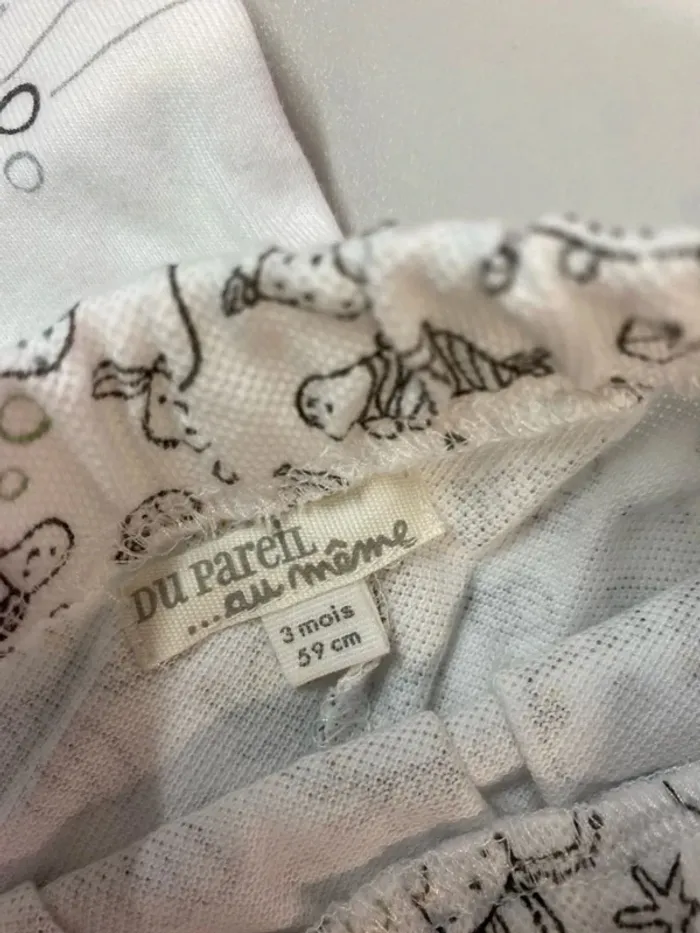 DU PAReIL
...au même
3 mois
59 cm